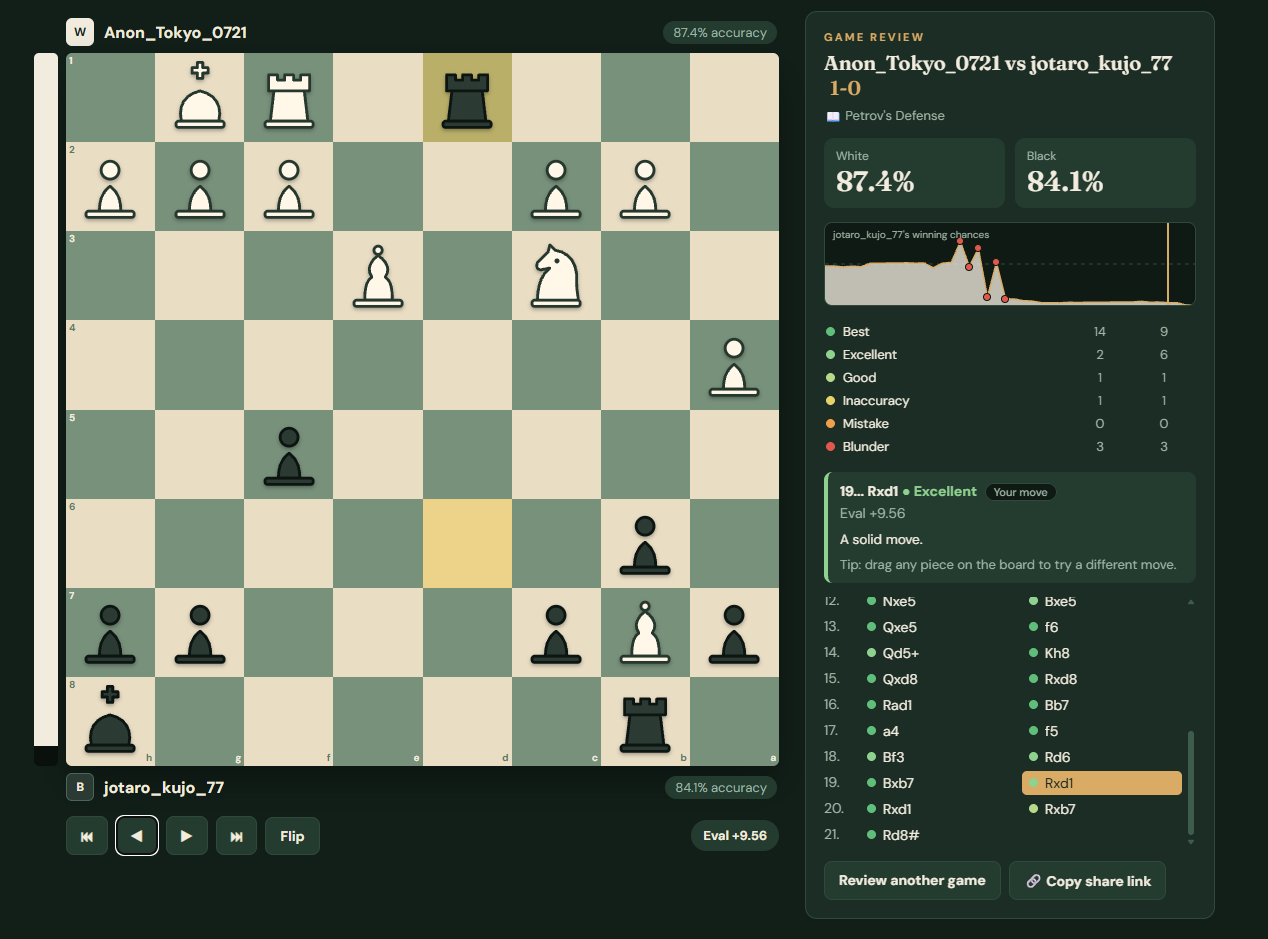 W Anon_Tokyo_0721 87.4% accuracy
1
2
3
4
5
6
7
8
h g f e d c b a
B jotaro_kujo_77 84.1% accuracy
⏮ ◀ ▶ ⏭ Flip Eval +9.56
GAME REVIEW
Anon_Tokyo_0721 vs jotaro_kujo_77
1-0
Petrov's Defense
White Black
87.4% 84.1%
jotaro_kujo_77's winning chances
Best 14 9
Excellent 2 6
Good 1 1
Inaccuracy 1 1
Mistake 0 0
Blunder 3 3
19... Rxd1 ● Excellent Your move
Eval +9.56
A solid move.
Tip: drag any piece on the board to try a different move.
12. Nxe5 Bxe5
13. Qxe5 f6
14. Qd5+ Kh8
15. Qxd8 Rxd8
16. Rad1 Bb7
17. a4 f5
18. Bf3 Rd6
19. Bxb7 Rxd1
20. Rxd1 Rxb7
21. Rd8#
Review another game 🔗 Copy share link